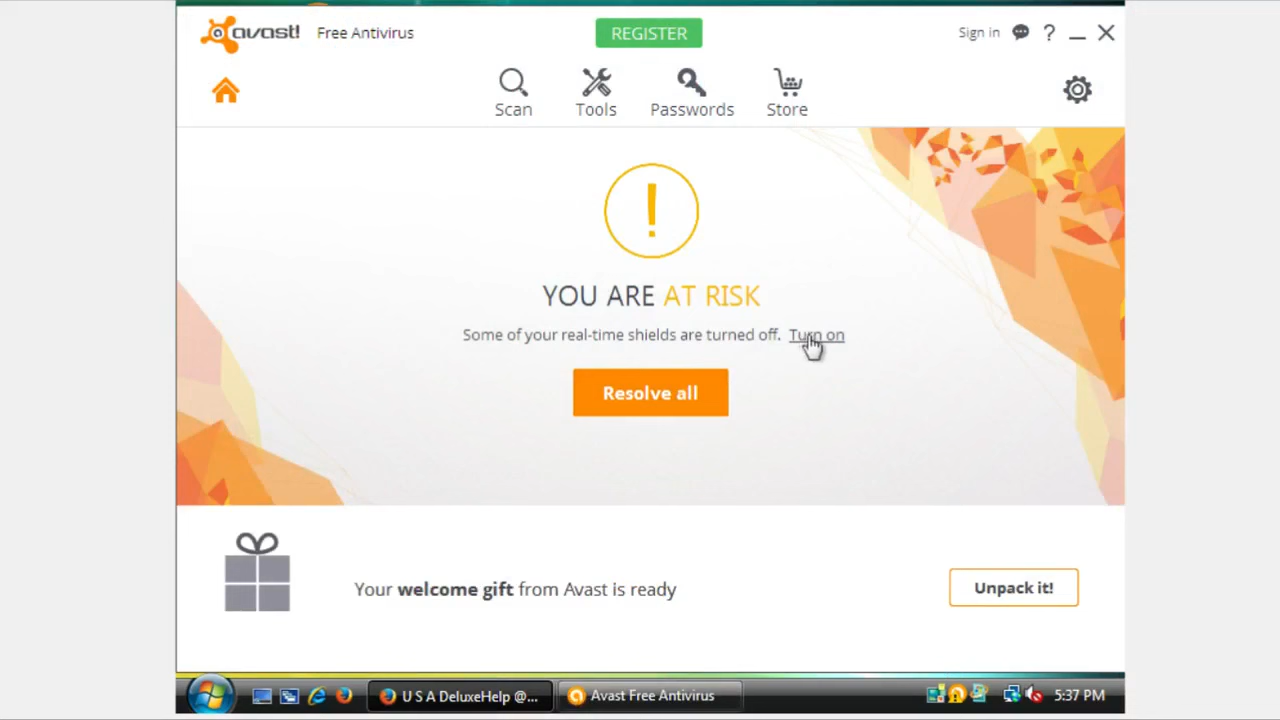 avast! Free Antivirus REGISTER Sign in ?
Scan Tools Passwords Store
!
YOU ARE AT RISK
Some of your real-time shields are turned off. Turn on
Resolve all
Your welcome gift from Avast is ready Unpack it!
U S A DeluxeHelp @... Avast Free Antivirus 5:37 PM